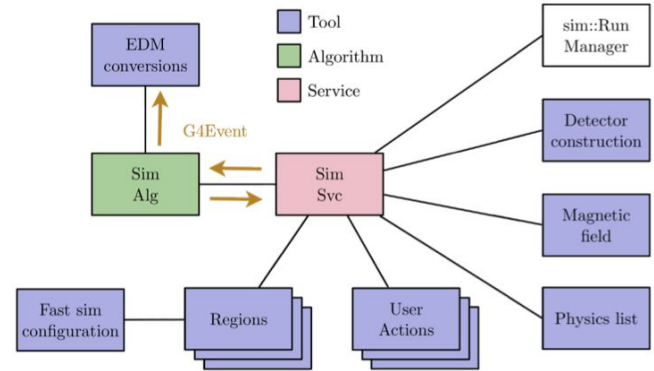 EDM
conversions
Tool
Algorithm
Service
sim::Run
Manager
G4Event
Detector
construction
Sim
Alg
Sim
Svc
Magnetic
field
Fast sim
configuration
Regions
User
Actions
Physics list